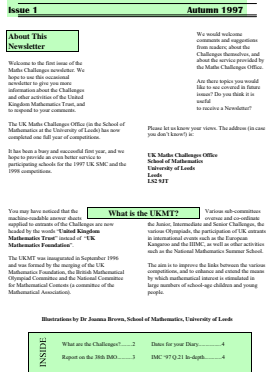 Issue 1 Autumn 1997
About This
Newsletter
Welcome to the first issue of the
Maths Challenges newsletter. We
hope to use this occasional
newsletter to give you more
information about the Challenges
and other activities of the United
Kingdom Mathematics Trust, and
to respond to your comments.
The UK Maths Challenges Office (in the School of
Mathematics at the University of Leeds) has now
completed one full year of competitions.
It has been a busy and successful first year, and we
hope to provide an even better service to
participating schools for the 1997 UK SMC and the
1998 competitions.
We would welcome
comments and suggestions
from readers; about the
Challenges themselves, and
about the service provided by
the Maths Challenges Office.
Are there topics you would
like to see covered in future
issues? Do you think it is
useful
to receive a Newsletter?
Please let us know your views. The address (in case
you don't know!) is:
UK Maths Challenges Office
School of Mathematics
University of Leeds
Leeds
LS2 9JT
What is the UKMT?
You may have noticed that the
machine-readable answer sheets
supplied to entrants of the Challenges are now
headed by the words "United Kingdom
Mathematics Trust" instead of "UK
Mathematics Foundation".
The UKMT was inaugurated in September 1996
and was formed by the merging of the UK
Mathematics Foundation, the British Mathematical
Olympiad Committee and the National Committee
for Mathematical Contests (a committee of the
Mathematical Association).
Various sub-committees
oversee and co-ordinate
the Junior, Intermediate and Senior Challenges, the
various Olympiads, the participation of UK entrants
in international events such as the European
Kangaroo and the IMC, as well as other activities
such as the National Mathematics Summer School.
The aim is to improve the links between the various
competitions, and to enhance and extend the means
by which mathematical interest is stimulated in
large numbers of school-age children and young
people.
Illustrations by Dr Joanna Brown, School of Mathematics, University of Leeds
INSIDE
What are the Challenges?.......2 Dates for your Diary...............4
Report on the 38th IMO..........3 IMC '97 Q.21 In-depth............4